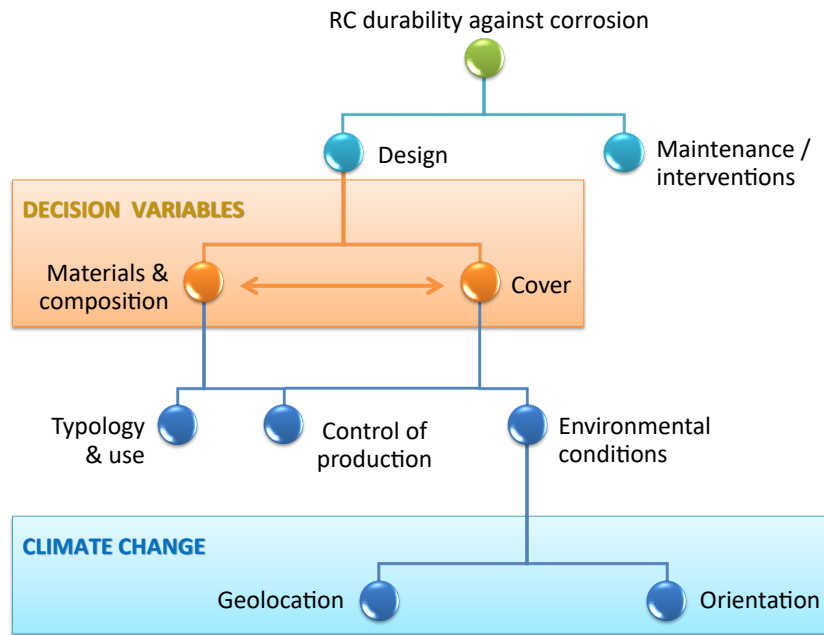 RC durability against corrosion
Design
Maintenance /
interventions
DECISION VARIABLES
Materials &
composition
Cover
Typology
& use
Control of
production
Environmental
conditions
CLIMATE CHANGE
Geolocation
Orientation